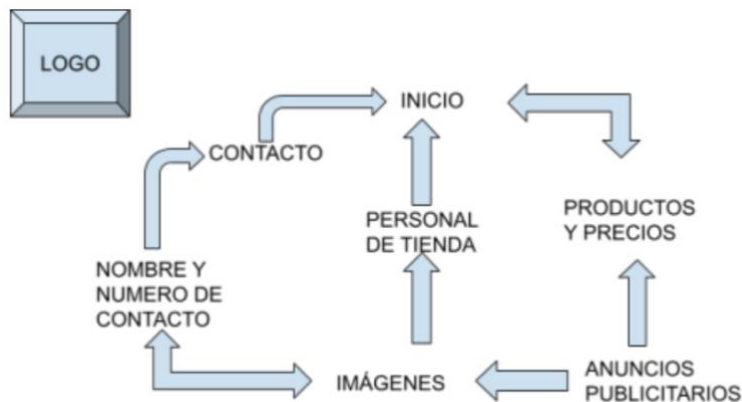 LOGO
INICIO
CONTACTO
PERSONAL
DE TIENDA
PRODUCTOS
Y PRECIOS
NOMBRE Y
NUMERO DE
CONTACTO
IMÁGENES
ANUNCIOS
PUBLICITARIOS